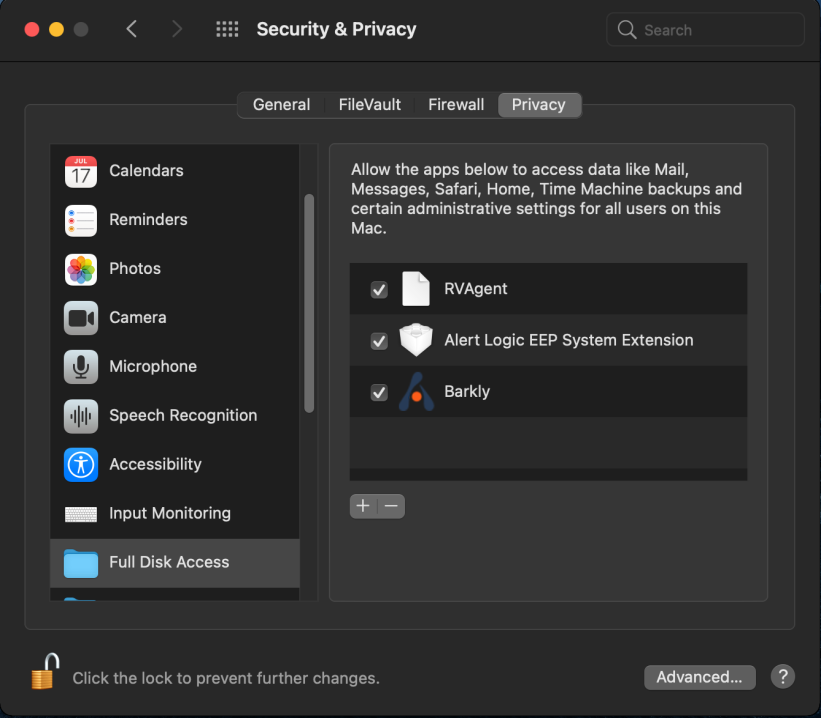 Security & Privacy
Search
General
FileVault
Firewall
Privacy
JUL
17
Calendars
Reminders
Photos
Camera
Microphone
Speech Recognition
Accessibility
Input Monitoring
Full Disk Access
Allow the apps below to access data like Mail,
Messages, Safari, Home, Time Machine backups and
certain administrative settings for all users on this
Mac.
RVAgent
Alert Logic EEP System Extension
Barkly
+ −
Click the lock to prevent further changes.
Advanced...
?